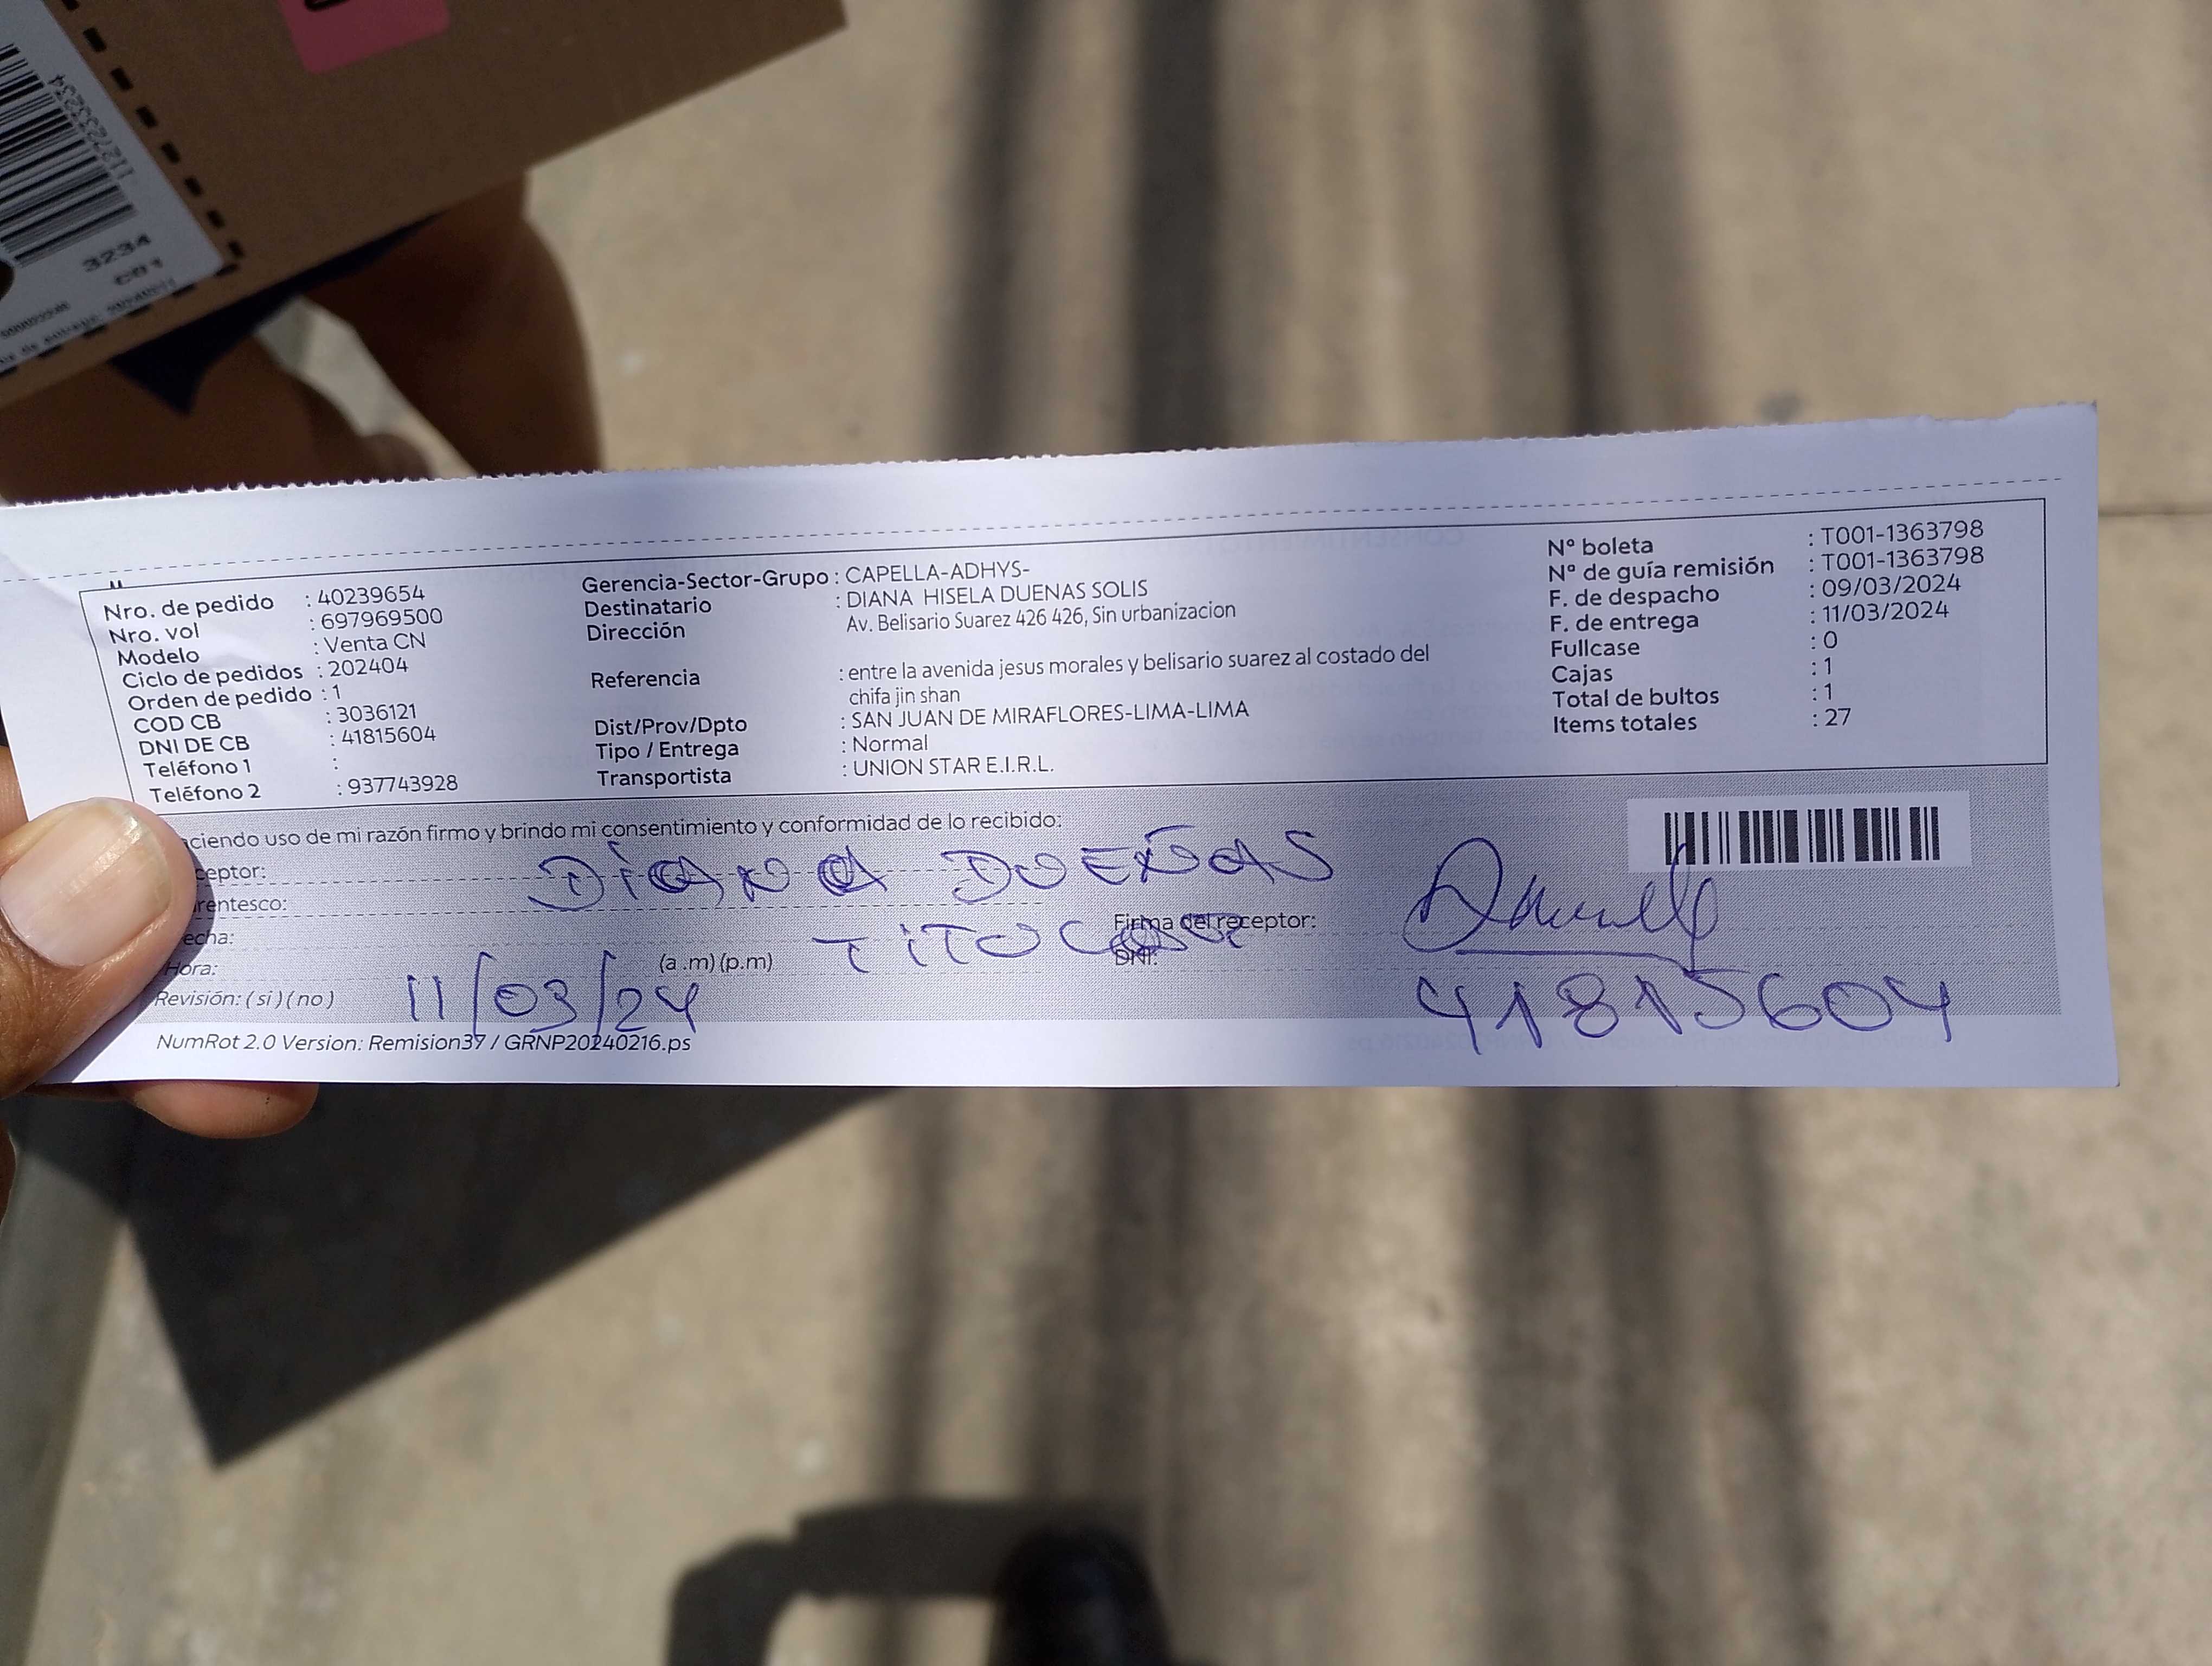 11272332234
3234
C01
Nro. de pedido : 40239654
Nro. vol : 697969500
Modelo : Venta CN
Ciclo de pedidos : 202404
Orden de pedido : 1
COD CB : 3036121
DNI DE CB : 41815604
Teléfono 1 :
Teléfono 2 : 937743928
Gerencia-Sector-Grupo : CAPELLA-ADHYS-
Destinatario : DIANA HISELA DUENAS SOLIS
Dirección Av. Belisario Suarez 426 426, Sin urbanizacion
Referencia : entre la avenida jesus morales y belisario suarez al costado del
chifa jin shan
Dist/Prov/Dpto : SAN JUAN DE MIRAFLORES-LIMA-LIMA
Tipo / Entrega : Normal
Transportista : UNION STAR E.I.R.L.
N° boleta : T001-1363798
N° de guía remisión : T001-1363798
F. de despacho : 09/03/2024
F. de entrega : 11/03/2024
Fullcase : 0
Cajas : 1
Total de bultos : 1
Items totales : 27
aciendo uso de mi razón firmo y brindo mi consentimiento y conformidad de lo recibido:
ceptor: DIANA DUEÑAS
rentesco: TITULAR
echa: 11/03/24
Hora: (a .m) (p.m)
Revisión: ( si ) ( no )
Firma del receptor:
DNI: 41815604
NumRot 2.0 Version: Remision37 / GRNP20240216.ps